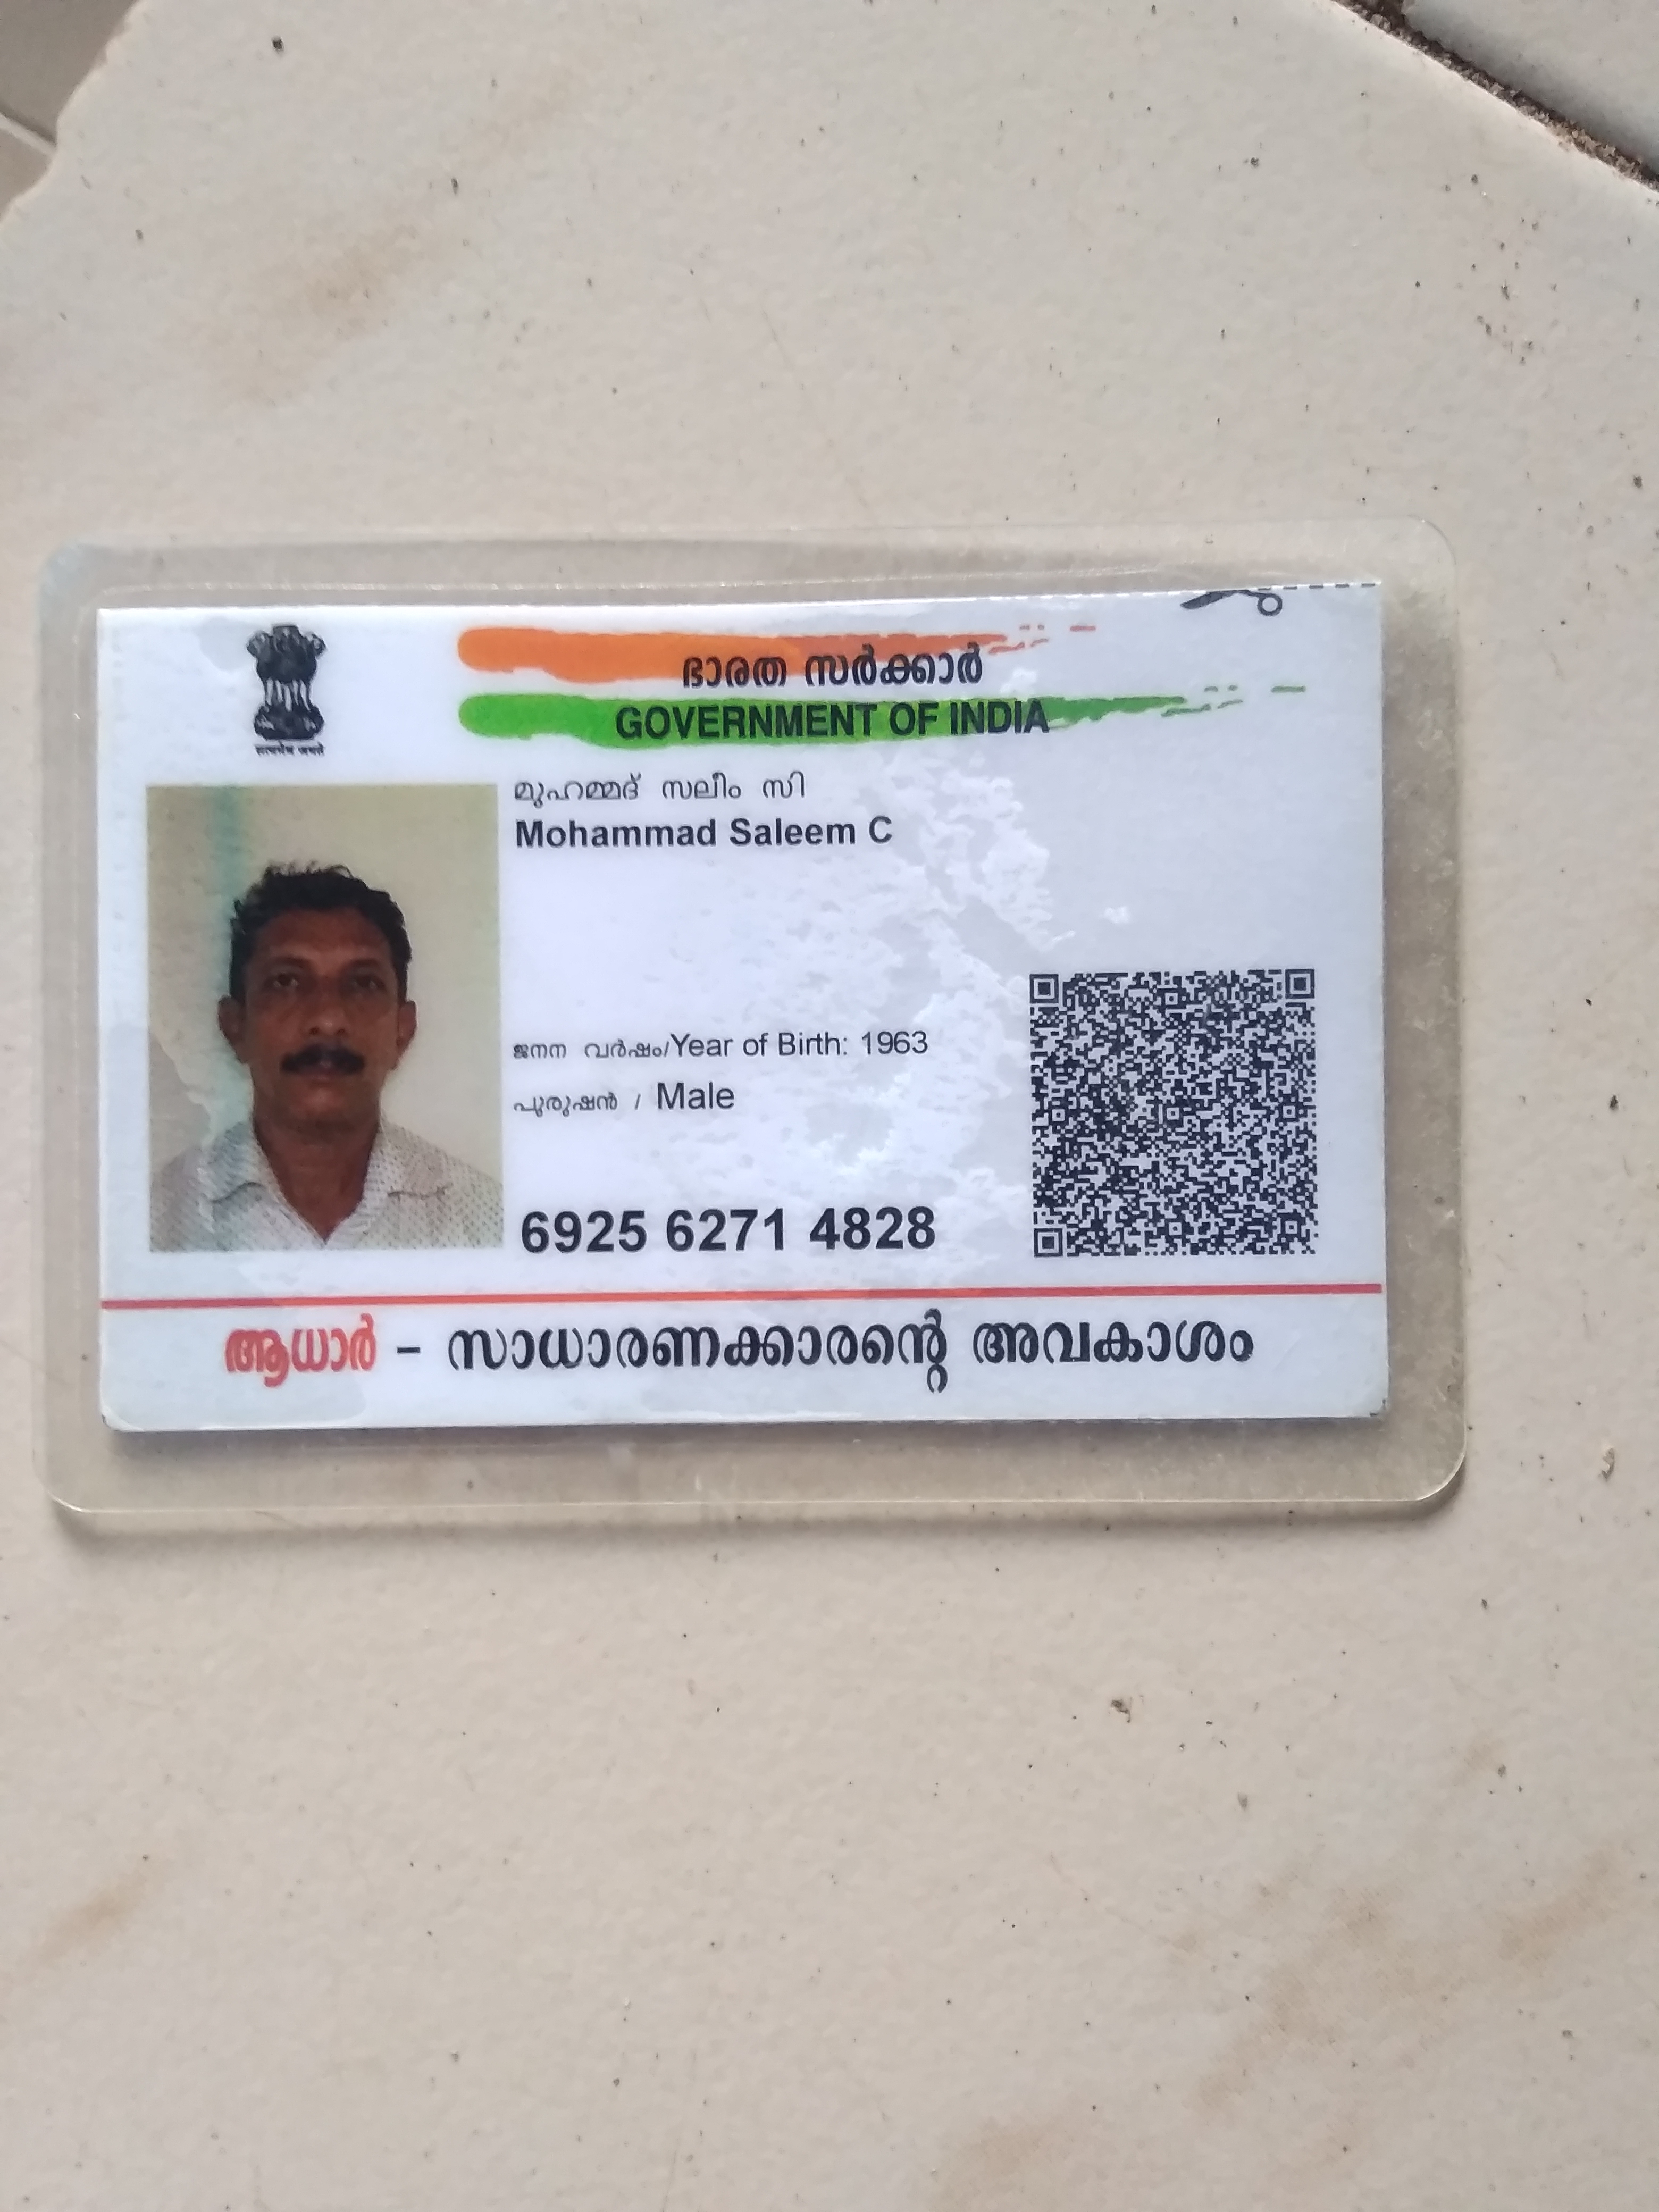 ഭാരത സർക്കാർ
GOVERNMENT OF INDIA
सत्यमेव जयते
മുഹമ്മദ് സലീം സി
Mohammad Saleem C
ജനന വർഷം/Year of Birth: 1963
പുരുഷൻ / Male
6925 6271 4828
ആധാർ - സാധാരണക്കാരന്റെ അവകാശം